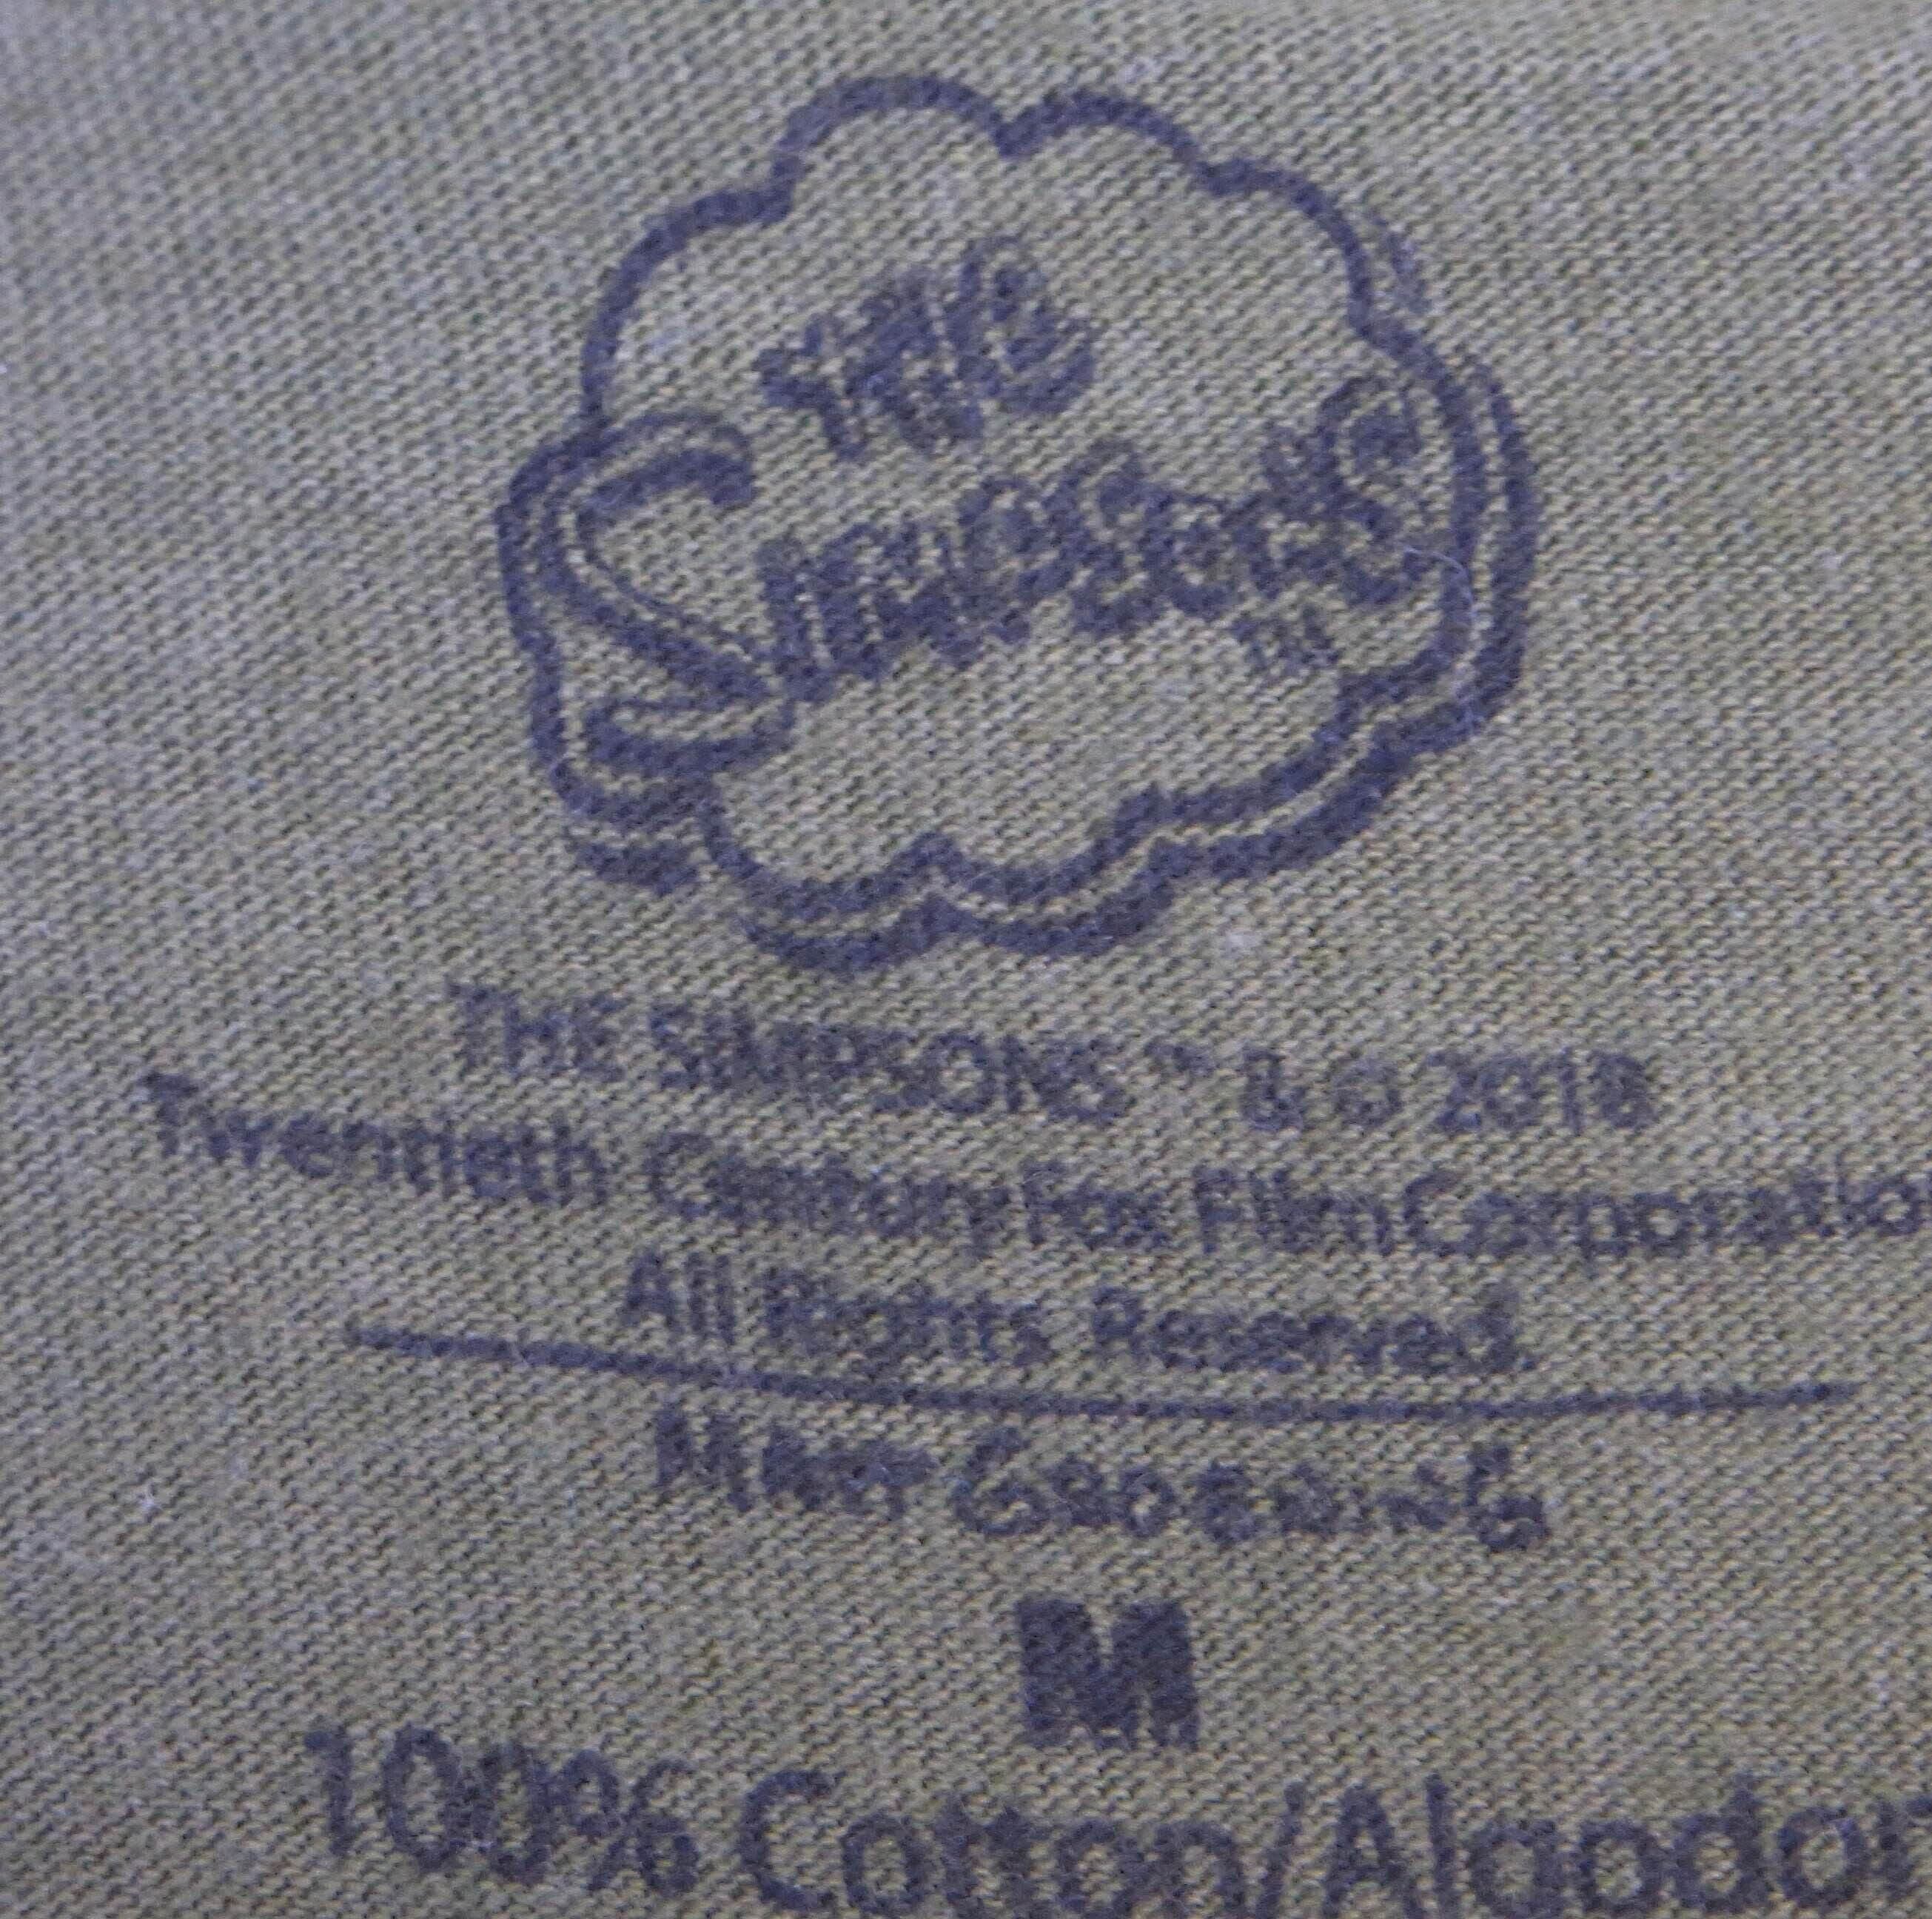 THE
SIMPSONS
TM
THE SIMPSONS ™ & © 2018
Twentieth Century Fox Film Corporatio
All Rights Reserved.
MATT GROENING
M
100% Cotton/Algodon